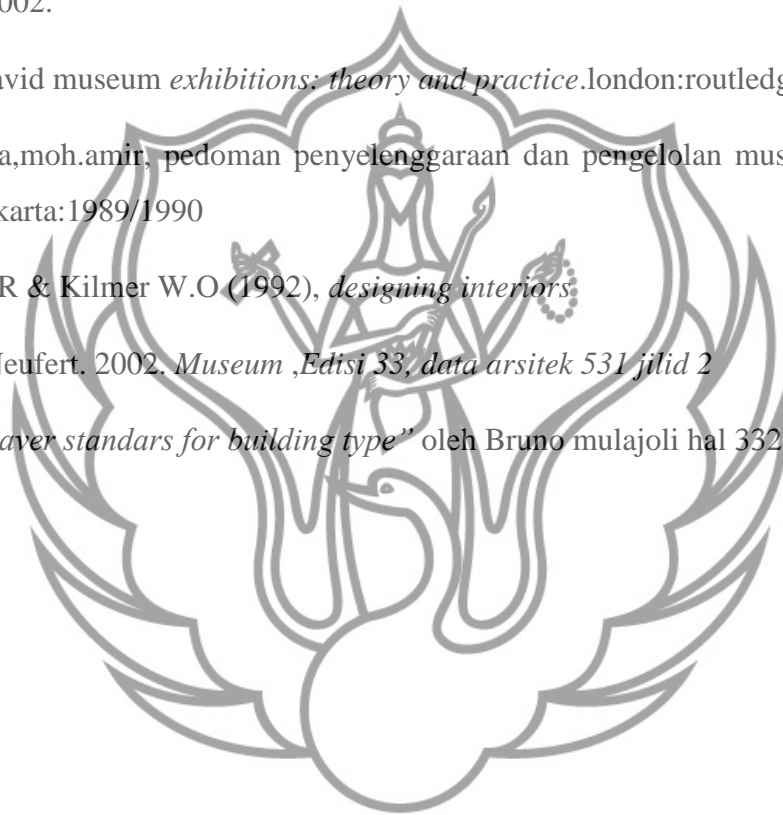 002.
avid museum exhibitions: theory and practice.london:routledg
a,moh.amir, pedoman penyelenggaraan dan pengelolan mus
karta:1989/1990
R & Kilmer W.O (1992), designing interiors
Neufert. 2002. Museum ,Edisi 33, data arsitek 531 jilid 2
aver standars for building type” oleh Bruno mulajoli hal 332